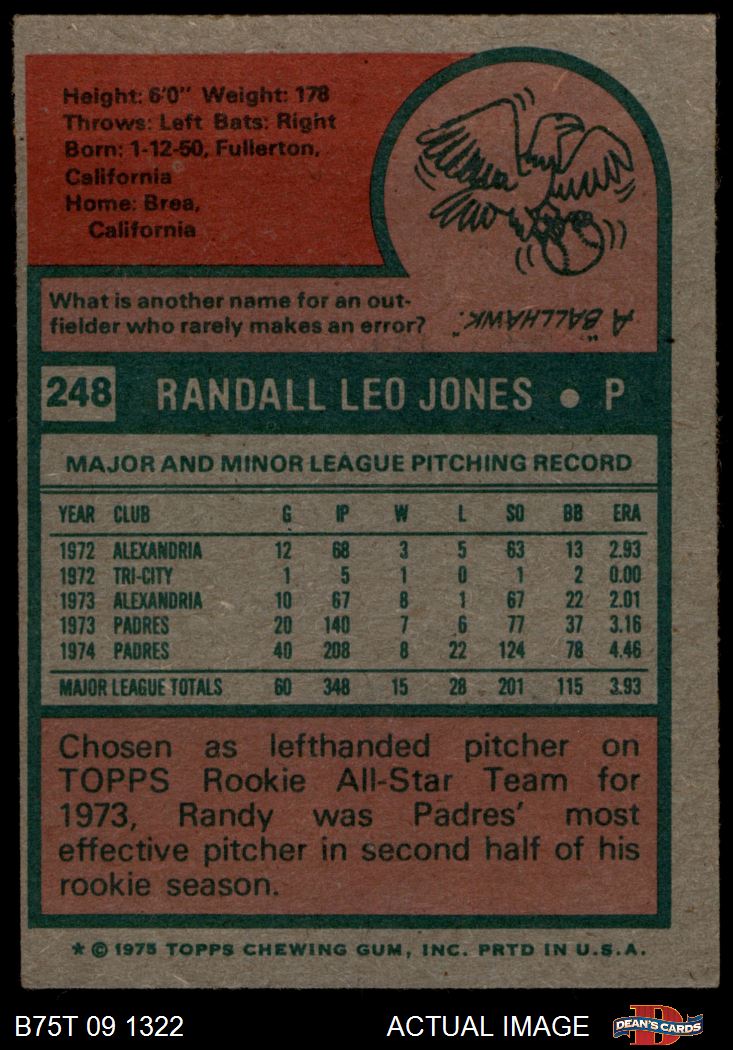 Height: 6'0" Weight: 178
Throws: Left Bats: Right
Born: 1-12-50, Fullerton,
California
Home: Brea,
California
What is another name for an out-
fielder who rarely makes an error?
A "BALLHAWK."
248 RANDALL LEO JONES • P
MAJOR AND MINOR LEAGUE PITCHING RECORD
YEAR CLUB G IP W L SO BB ERA
1972 ALEXANDRIA 12 68 3 5 63 13 2.93
1972 TRI-CITY 1 5 1 0 1 2 0.00
1973 ALEXANDRIA 10 67 8 1 67 22 2.01
1973 PADRES 20 140 7 6 77 37 3.16
1974 PADRES 40 208 8 22 124 78 4.46
MAJOR LEAGUE TOTALS 60 348 15 28 201 115 3.93
Chosen as lefthanded pitcher on
TOPPS Rookie All-Star Team for
1973, Randy was Padres' most
effective pitcher in second half of his
rookie season.
* © 1975 TOPPS CHEWING GUM, INC. PRTD IN U.S.A.
B75T 09 1322 ACTUAL IMAGE DEAN'S CARDS